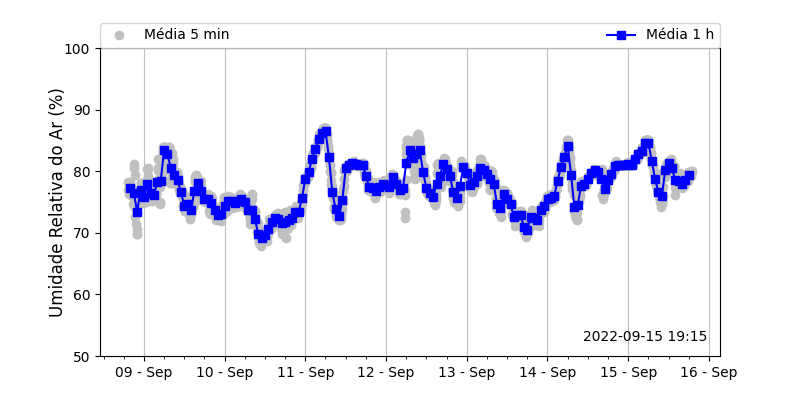 Média 5 min
Média 1 h
Umidade Relativa do Ar (%)
100
90
80
70
60
50
2022-09-15 19:15
09 - Sep
10 - Sep
11 - Sep
12 - Sep
13 - Sep
14 - Sep
15 - Sep
16 - Sep